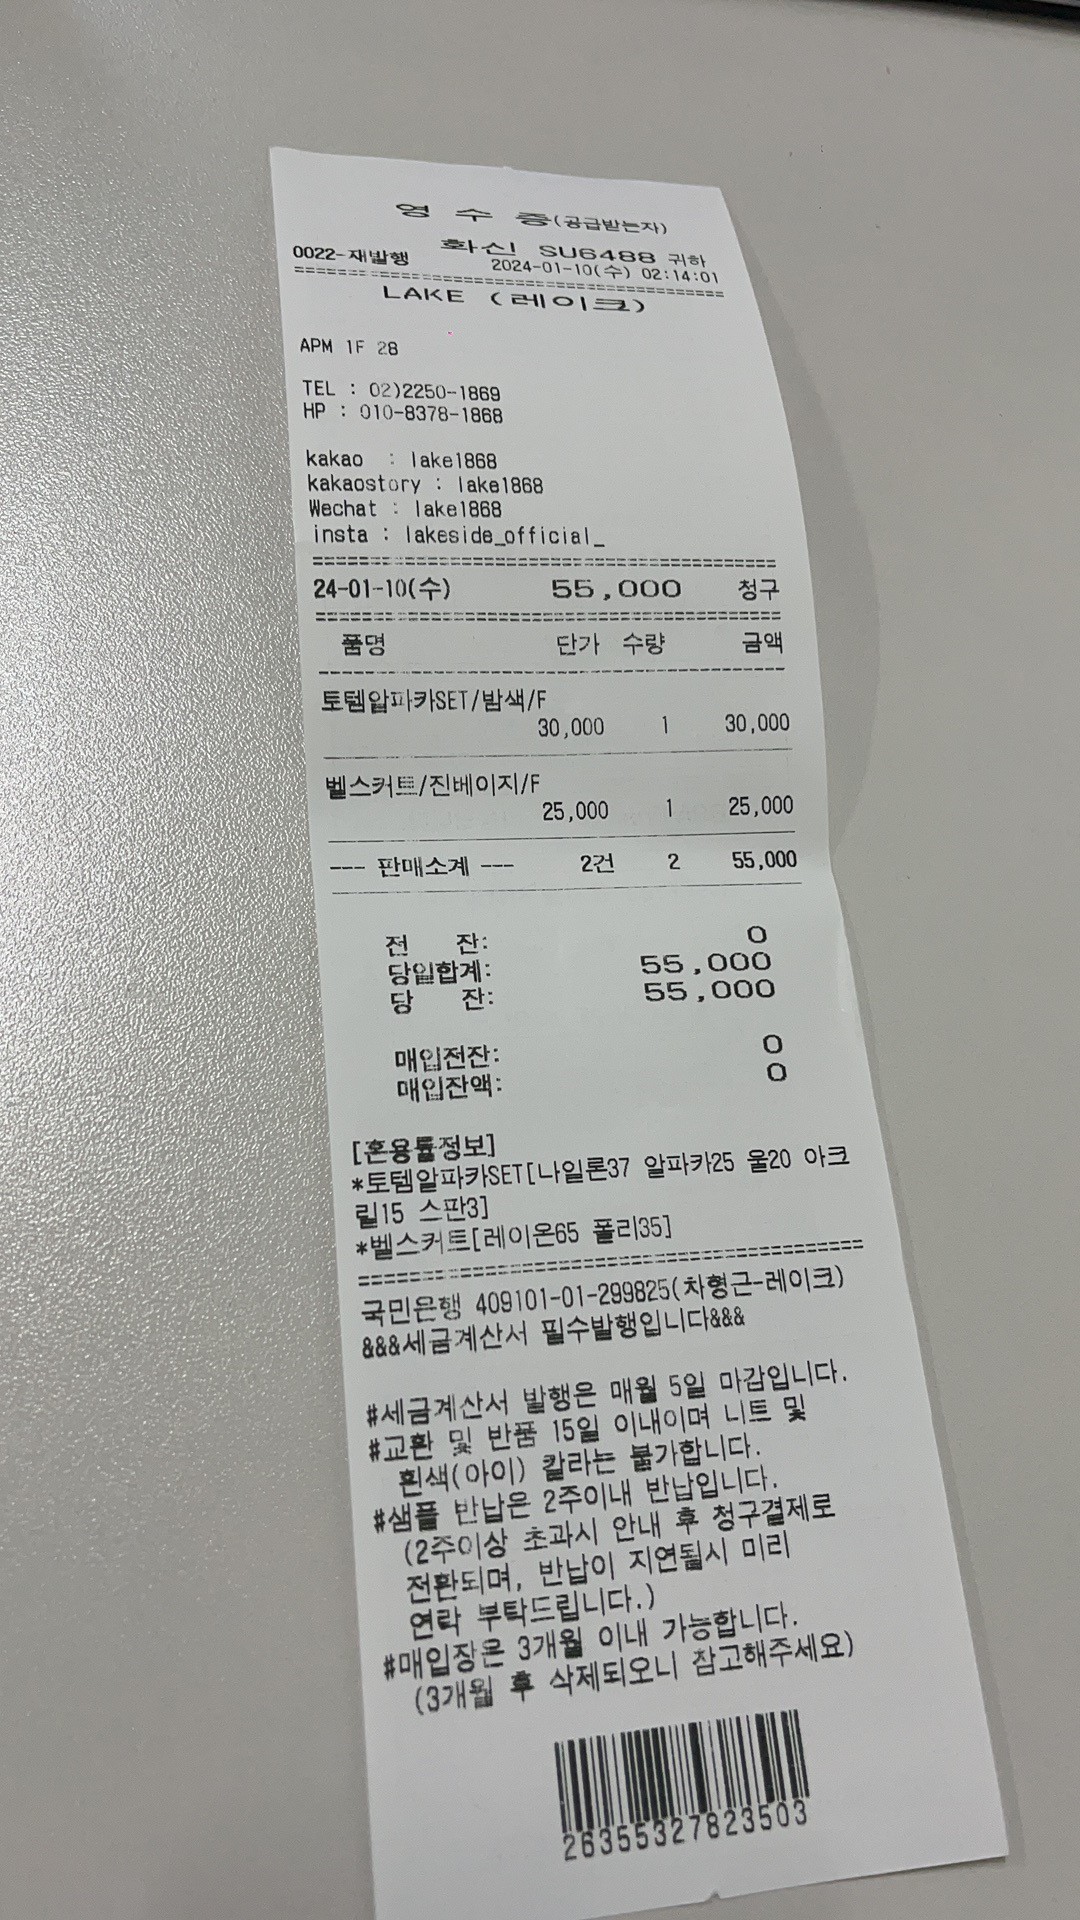 영 수 증(공급받는자)
화신 SU6488 귀하
0022-재발행 2024-01-10(수) 02:14:01
LAKE (레이크)
APM 1F 28
TEL : 02)2250-1869
HP : 010-8378-1868
kakao : lake1868
kakaostory : lake1868
Wechat : lake1868
insta : lakeside_official_
24-01-10(수) 55,000 청구
품명 단가 수량 금액
토템알파카SET/밤색/F
30,000 1 30,000
벨스커트/진베이지/F
25,000 1 25,000
--- 판매소계 --- 2건 2 55,000
전 잔: 0
당일합계: 55,000
당 잔: 55,000
매입전잔: 0
매입잔액: 0
[혼용률정보]
*토템알파카SET[나일론37 알파카25 울20 아크
릴15 스판3]
*벨스커트[레이온65 폴리35]
국민은행 409101-01-299825(차형근-레이크)
&&&세금계산서 필수발행입니다&&&
#세금계산서 발행은 매월 5일 마감입니다.
#교환 및 반품 15일 이내이며 니트 및
흰색(아이) 칼라는 불가합니다.
#샘플 반납은 2주이내 반납입니다.
(2주이상 초과시 안내 후 청구결제로
전환되며, 반납이 지연될시 미리
연락 부탁드립니다.)
#매입장은 3개월 이내 가능합니다.
(3개월 후 삭제되오니 참고해주세요)
26355327823503